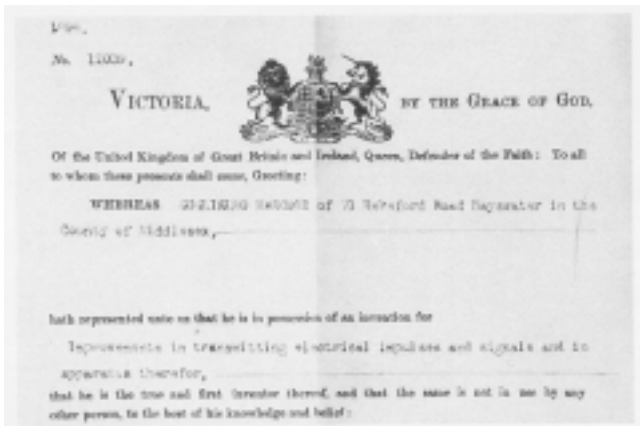 No.
VICTORIA, BY THE GRACE OF GOD,
Of the United Kingdom of Great Britain and Ireland, Queen, Defender of the Faith: To all
to whom these presents shall come, Greeting:
WHEREAS GUGLIELMO MARCONI of 71 Hereford Road Bayswater in the
County of Middlesex,
hath represented unto us that he is in possession of an invention for
Improvements in transmitting electrical impulses and signals and in
apparatus therefor,
that he is the true and first inventor thereof, and that the same is not in use by any
other person, to the best of his knowledge and belief: